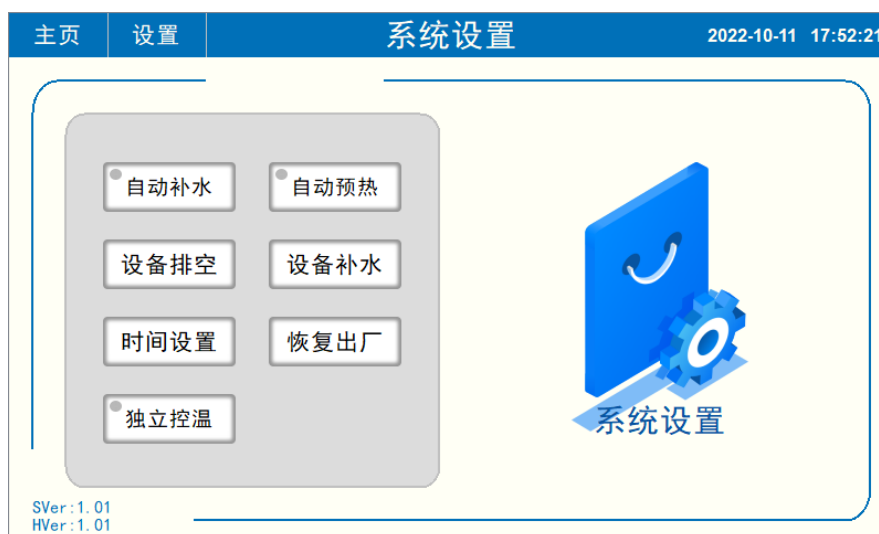 主页 设置 系统设置 2022-10-11 17:52:21
自动补水 自动预热
设备排空 设备补水
时间设置 恢复出厂
独立控温
系统设置
SVer:1.01
HVer:1.01